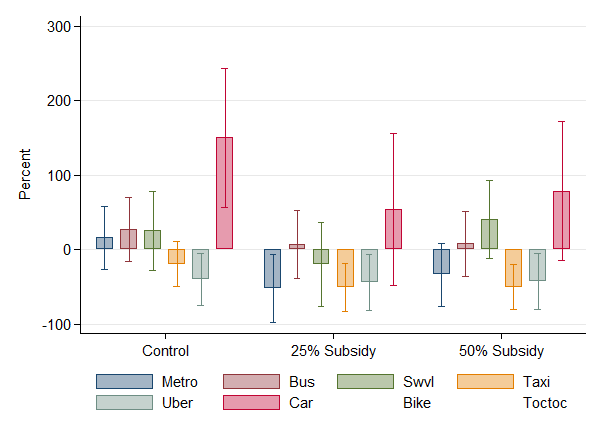 300
200
100
0
-100
Percent
Control 25% Subsidy 50% Subsidy
Metro Bus Swvl Taxi
Uber Car Bike Toctoc